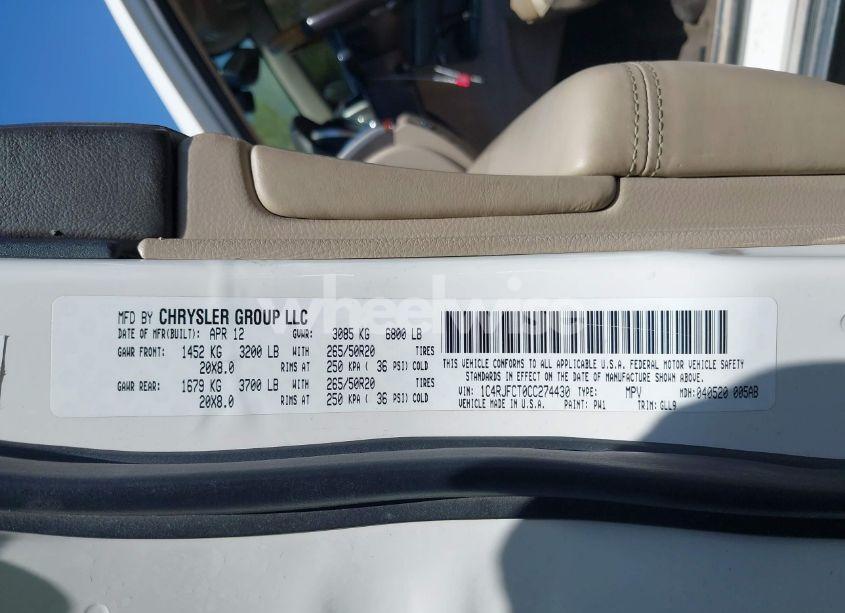 MFD BY CHRYSLER GROUP LLC
DATE OF MFR(BUILT): APR 12 GVWR: 3085 KG 6800 LB
GAWR FRONT: 1452 KG 3200 LB WITH 265/50R20 TIRES
20X8.0 RIMS AT 250 KPA ( 36 PSI) COLD
GAWR REAR: 1679 KG 3700 LB WITH 265/50R20 TIRES
20X8.0 RIMS AT 250 KPA ( 36 PSI) COLD
THIS VEHICLE CONFORMS TO ALL APPLICABLE U.S.A. FEDERAL MOTOR VEHICLE SAFETY
STANDARDS IN EFFECT ON THE DATE OF MANUFACTURE SHOWN ABOVE.
VIN: 1C4RJFCT0CC274430 TYPE: MPV MDH: 040520 005AB
VEHICLE MADE IN U.S.A. PAINT: PW1 TRIM: GLL9
wheelwise